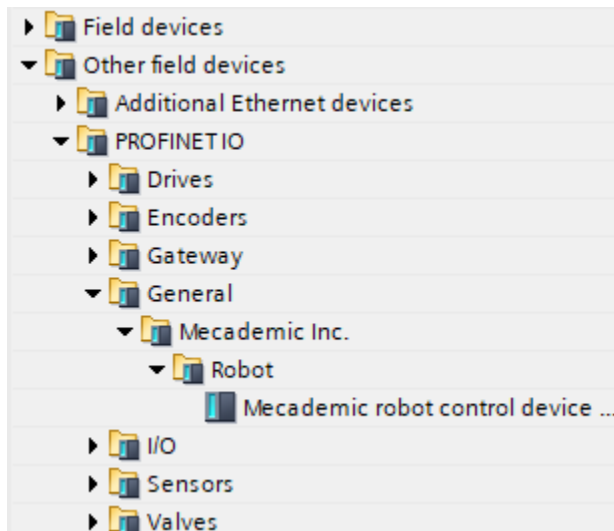 Field devices
Other field devices
Additional Ethernet devices
PROFINET IO
Drives
Encoders
Gateway
General
Mecademic Inc.
Robot
Mecademic robot control device ...
I/O
Sensors
Valves